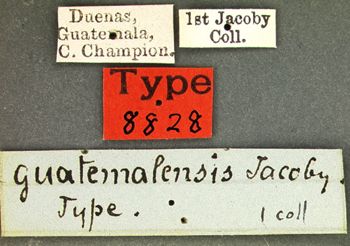 Duenas,
Guatemala,
C. Champion.
1st Jacoby
Coll.
Type
8828
guatemalensis Jacoby.
Type.
1 coll